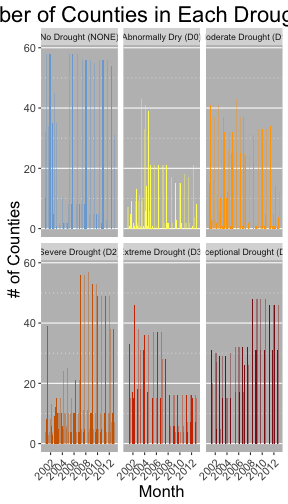 ber of Counties in Each Droug
No Drought (NONE) Abnormally Dry (D0) oderate Drought (D
60
40
20
0
Severe Drought (D2 Extreme Drought (D3 ceptional Drought (D
60
40
20
0
2002 2004 2006 2008 2010 2012 2002 2004 2006 2008 2010 2012 2002 2004 2006 2008 2010 2012
# of Counties
Month